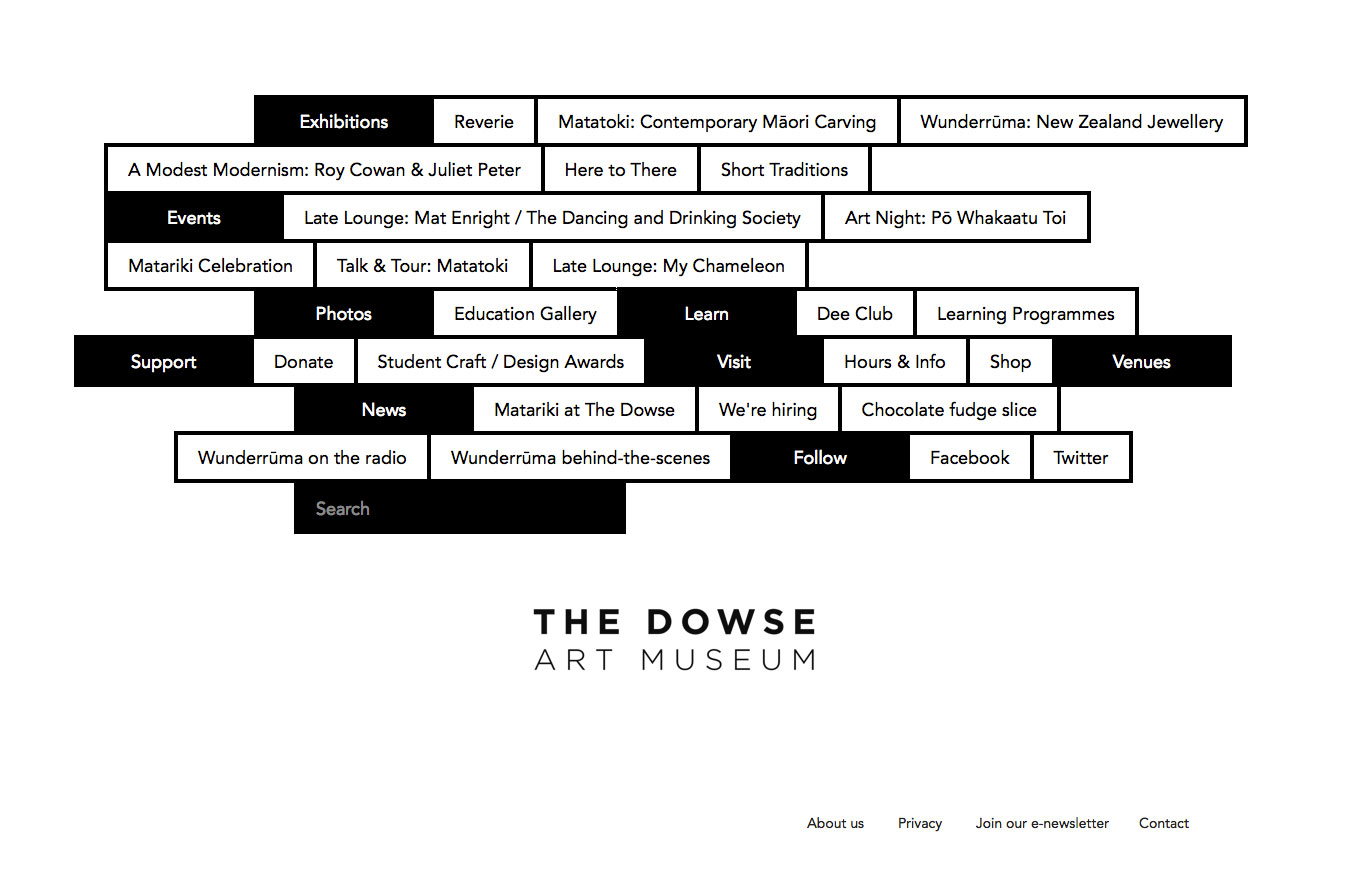 Exhibitions Reverie Matatoki: Contemporary Māori Carving Wunderrūma: New Zealand Jewellery
A Modest Modernism: Roy Cowan & Juliet Peter Here to There Short Traditions
Events Late Lounge: Mat Enright / The Dancing and Drinking Society Art Night: Pō Whakaatu Toi
Matariki Celebration Talk & Tour: Matatoki Late Lounge: My Chameleon
Photos Education Gallery Learn Dee Club Learning Programmes
Support Donate Student Craft / Design Awards Visit Hours & Info Shop Venues
News Matariki at The Dowse We're hiring Chocolate fudge slice
Wunderrūma on the radio Wunderrūma behind-the-scenes Follow Facebook Twitter
Search
THE DOWSE
ART MUSEUM
About us Privacy Join our e-newsletter Contact